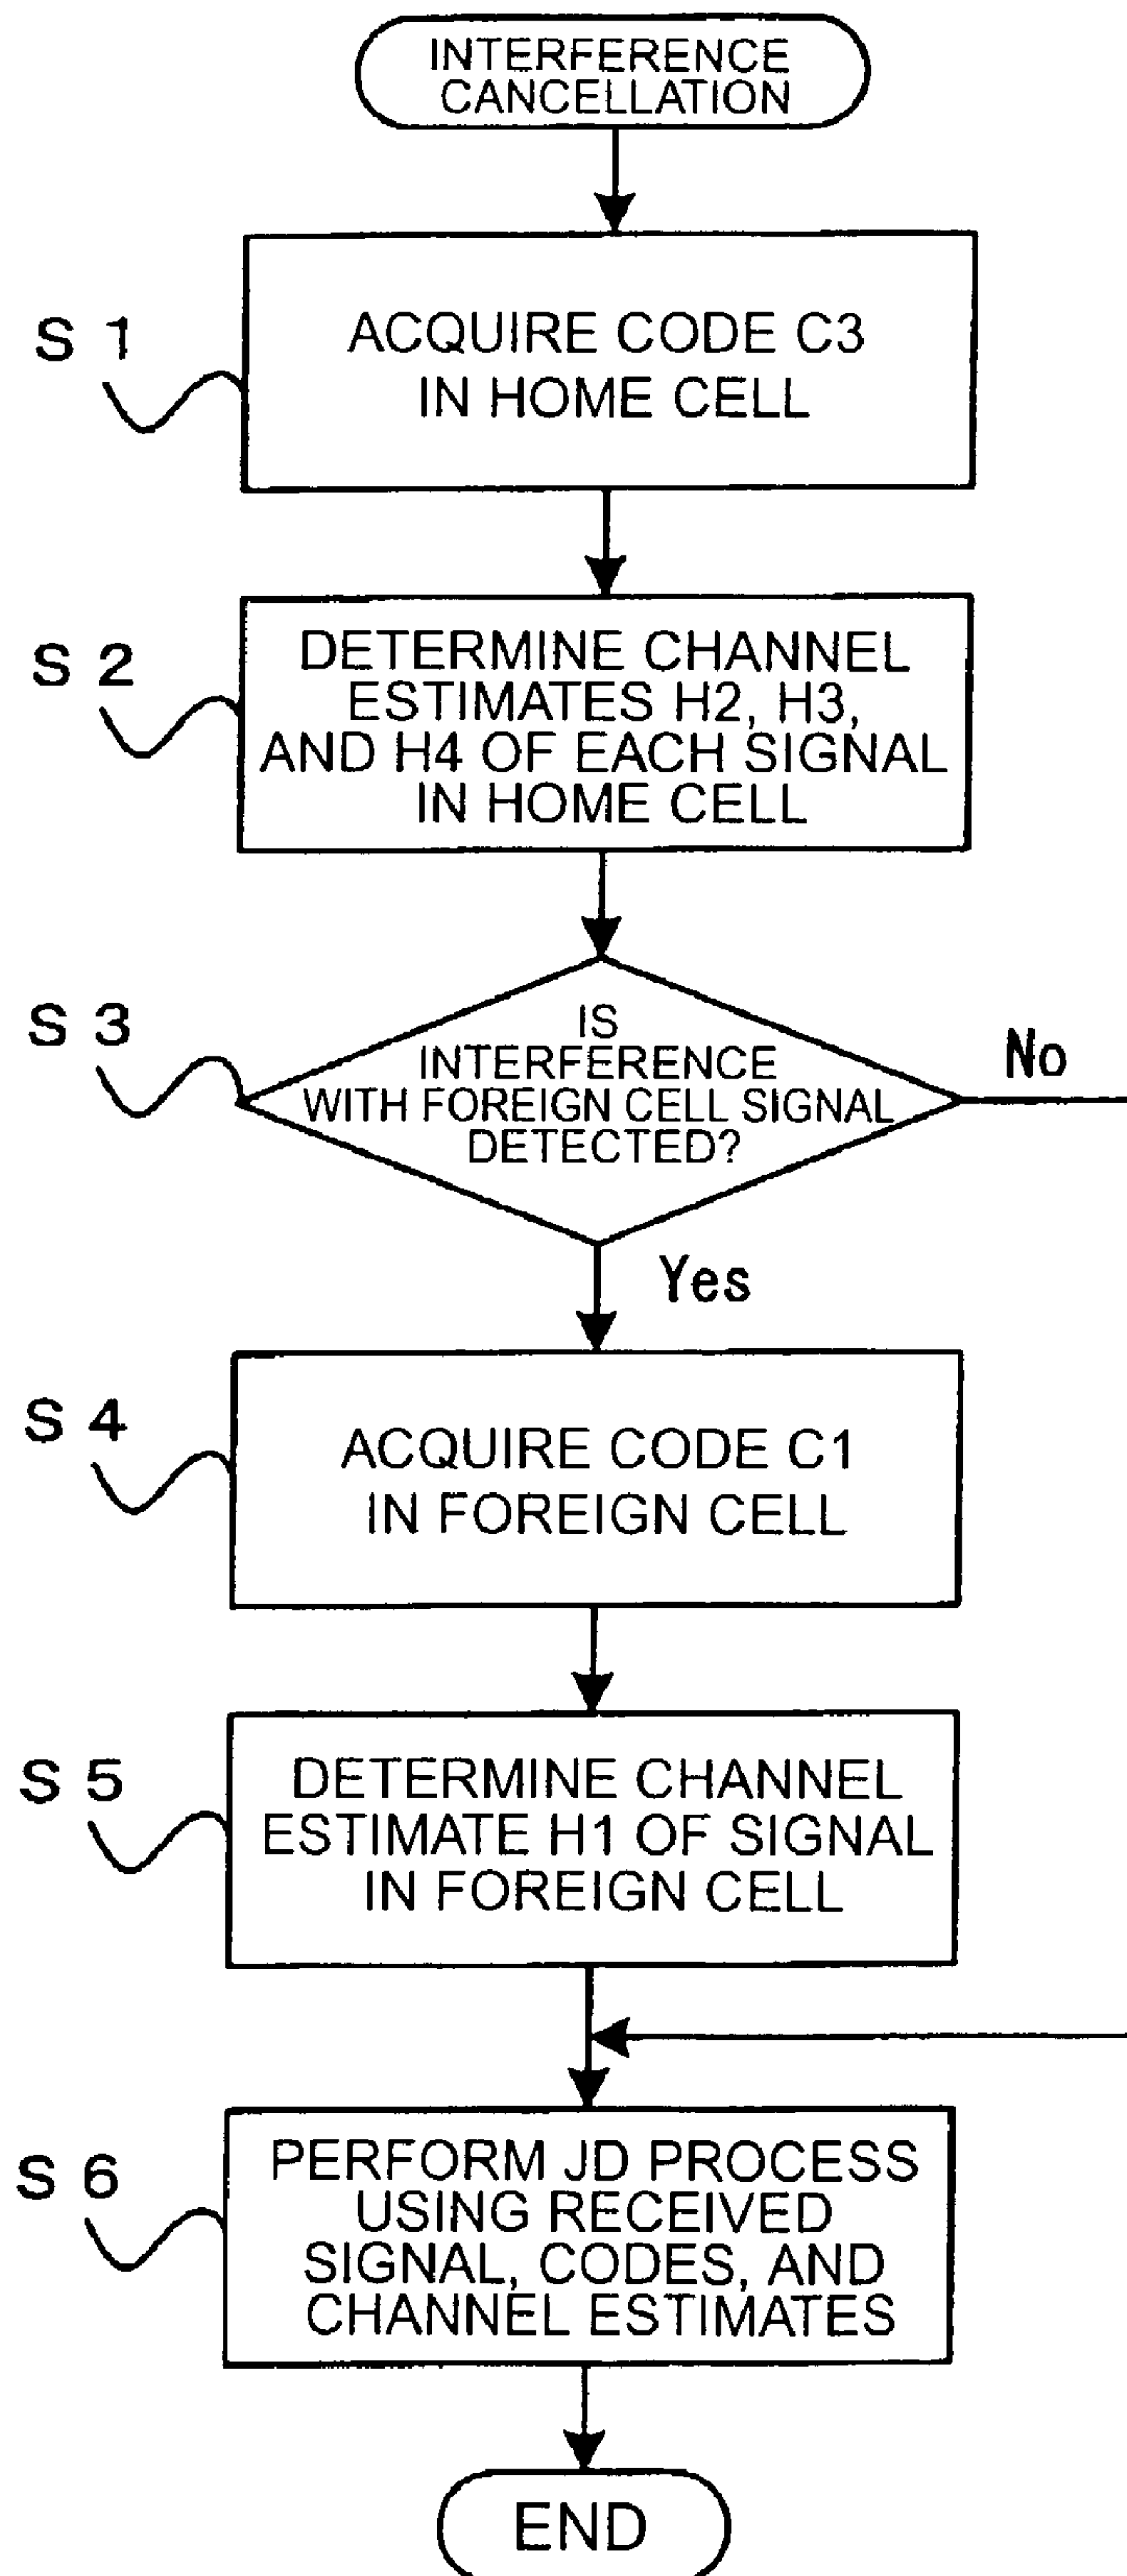 INTERFERENCE
CANCELLATION
S 1
ACQUIRE CODE C3
IN HOME CELL
S 2
DETERMINE CHANNEL
ESTIMATES H2, H3,
AND H4 OF EACH SIGNAL
IN HOME CELL
S 3
IS
INTERFERENCE
WITH FOREIGN CELL SIGNAL
DETECTED?
No
Yes
S 4
ACQUIRE CODE C1
IN FOREIGN CELL
S 5
DETERMINE CHANNEL
ESTIMATE H1 OF SIGNAL
IN FOREIGN CELL
S 6
PERFORM JD PROCESS
USING RECEIVED
SIGNAL, CODES, AND
CHANNEL ESTIMATES
END